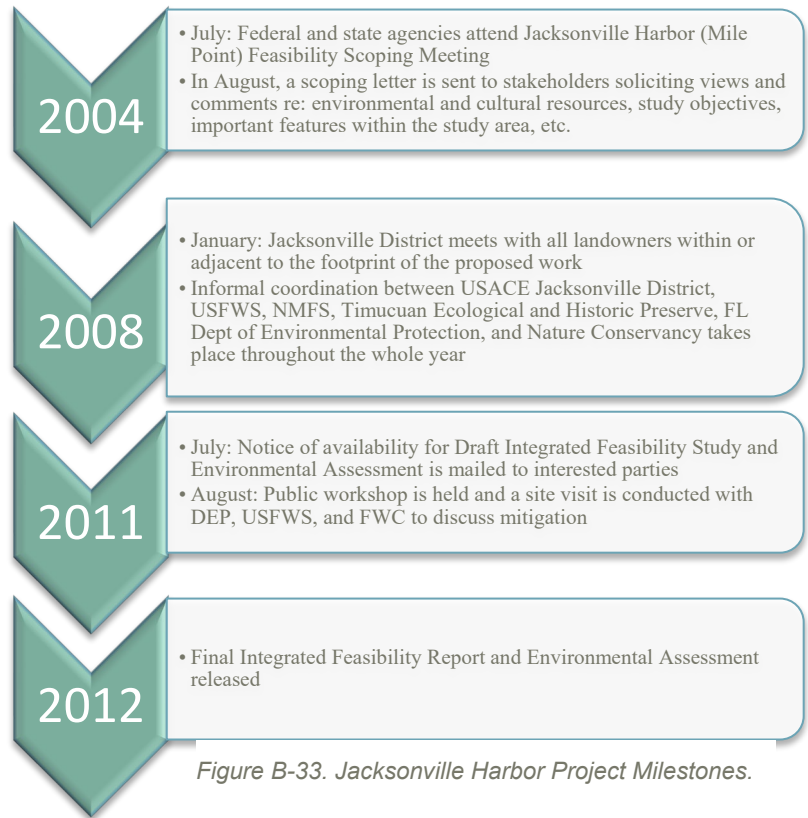 2004
• July: Federal and state agencies attend Jacksonville Harbor (Mile
Point) Feasibility Scoping Meeting
• In August, a scoping letter is sent to stakeholders soliciting views and
comments re: environmental and cultural resources, study objectives,
important features within the study area, etc.
2008
• January: Jacksonville District meets with all landowners within or
adjacent to the footprint of the proposed work
• Informal coordination between USACE Jacksonville District,
USFWS, NMFS, Timucuan Ecological and Historic Preserve, FL
Dept of Environmental Protection, and Nature Conservancy takes
place throughout the whole year
2011
• July: Notice of availability for Draft Integrated Feasibility Study and
Environmental Assessment is mailed to interested parties
• August: Public workshop is held and a site visit is conducted with
DEP, USFWS, and FWC to discuss mitigation
2012
• Final Integrated Feasibility Report and Environmental Assessment
released
Figure B-33. Jacksonville Harbor Project Milestones.